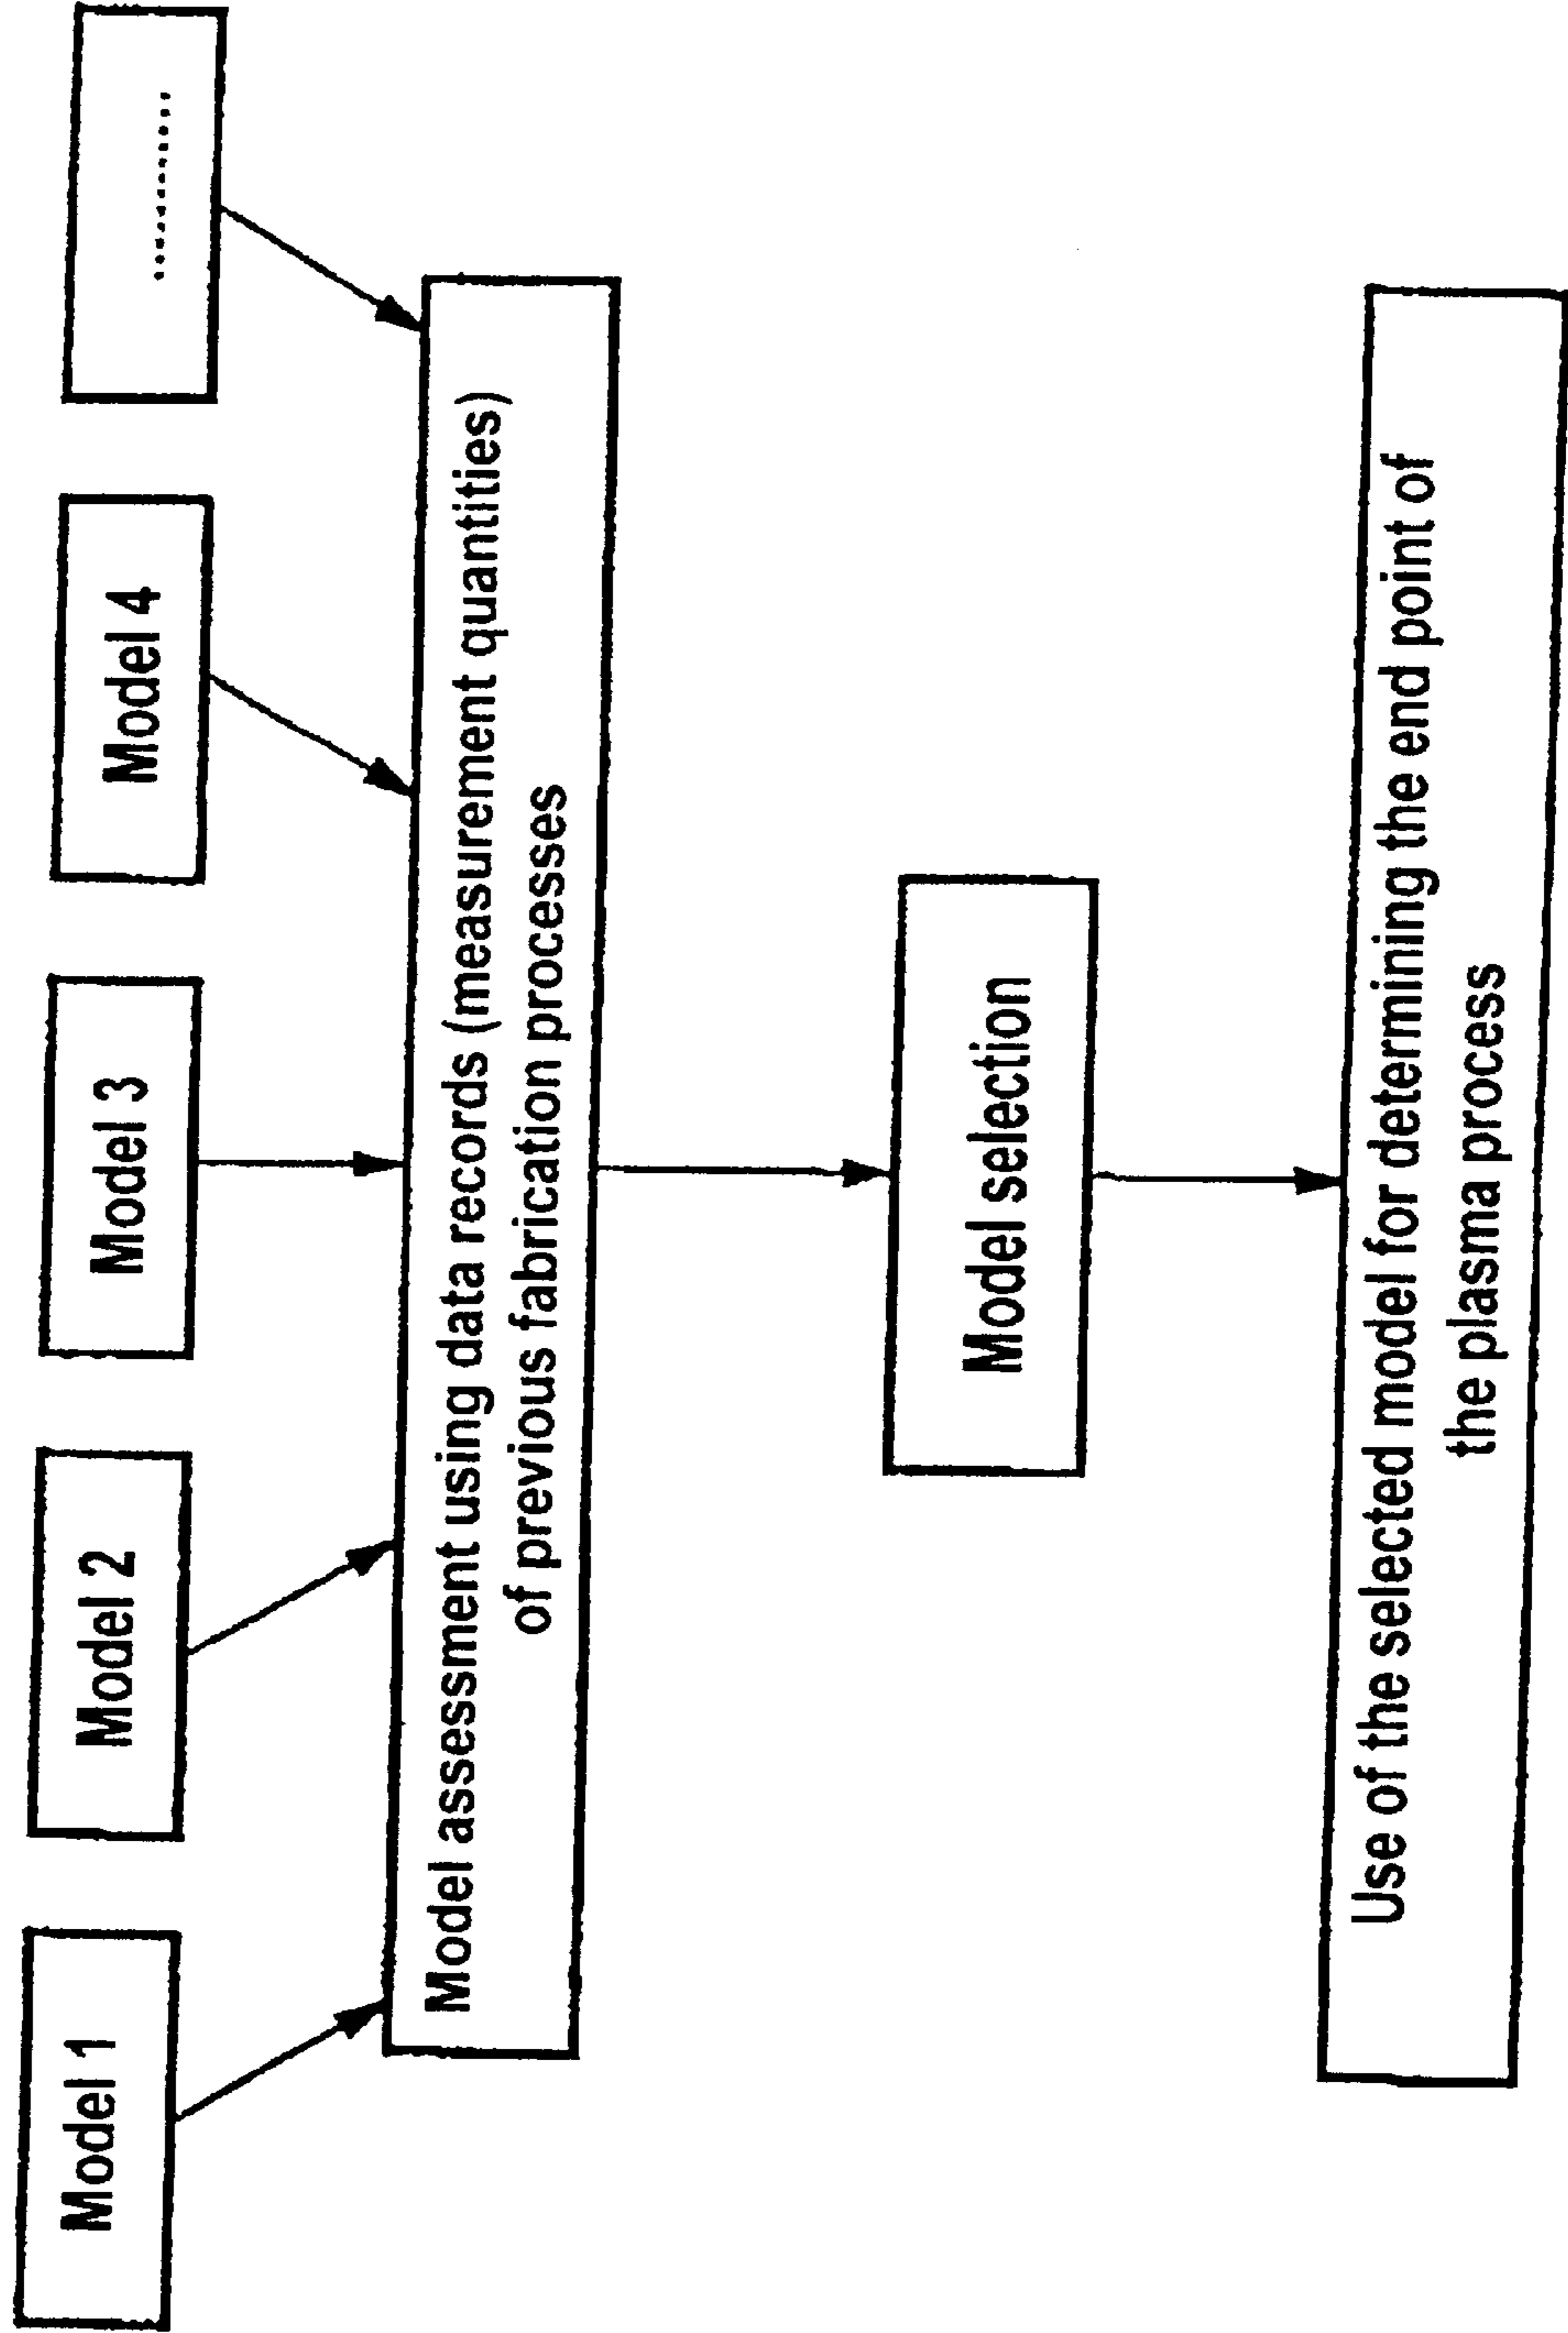 Model 1
Model 2
Model 3
Model 4
............
Model assessment using data records (measurement quantities)
of previous fabrication processes
Model selection
Use of the selected model for determining the end point of
the plasma process